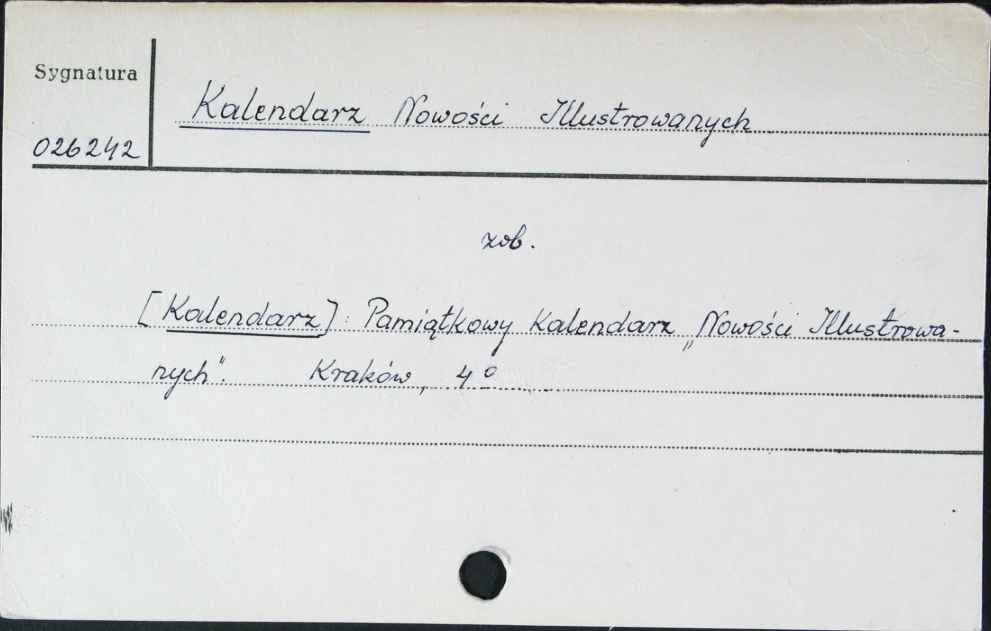 Sygnatura
Kalendarz Nowości Illustrowanych
026242
zob.
[Kalendarz] Pamiątkowy Kalendarz „Nowości Illustrowa-
nych". Kraków, 4°